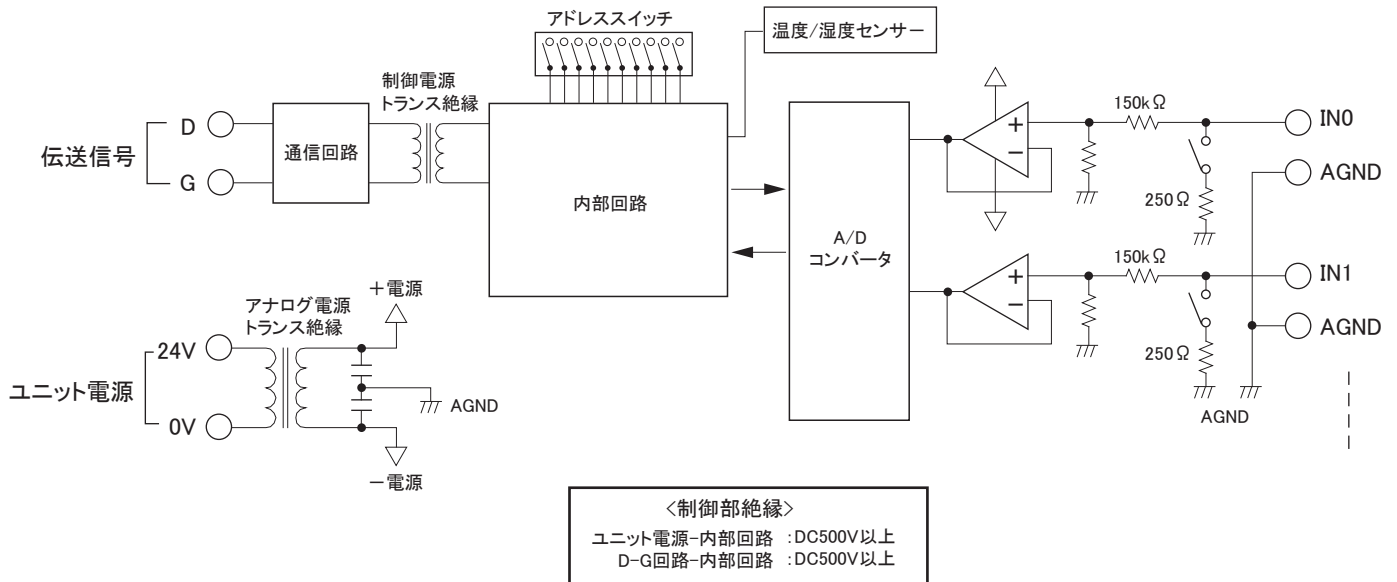 アドレススイッチ
温度/湿度センサー
制御電源
トランス絶縁
伝送信号
D
G
通信回路
内部回路
A/D
コンバータ
150kΩ
IN0
AGND
250Ω
150kΩ
IN1
AGND
250Ω
AGND
アナログ電源
トランス絶縁
+電源
ユニット電源
24V
0V
AGND
-電源
<制御部絶縁>
ユニット電源-内部回路 :DC500V以上
D-G回路-内部回路 :DC500V以上
+
-
+
-